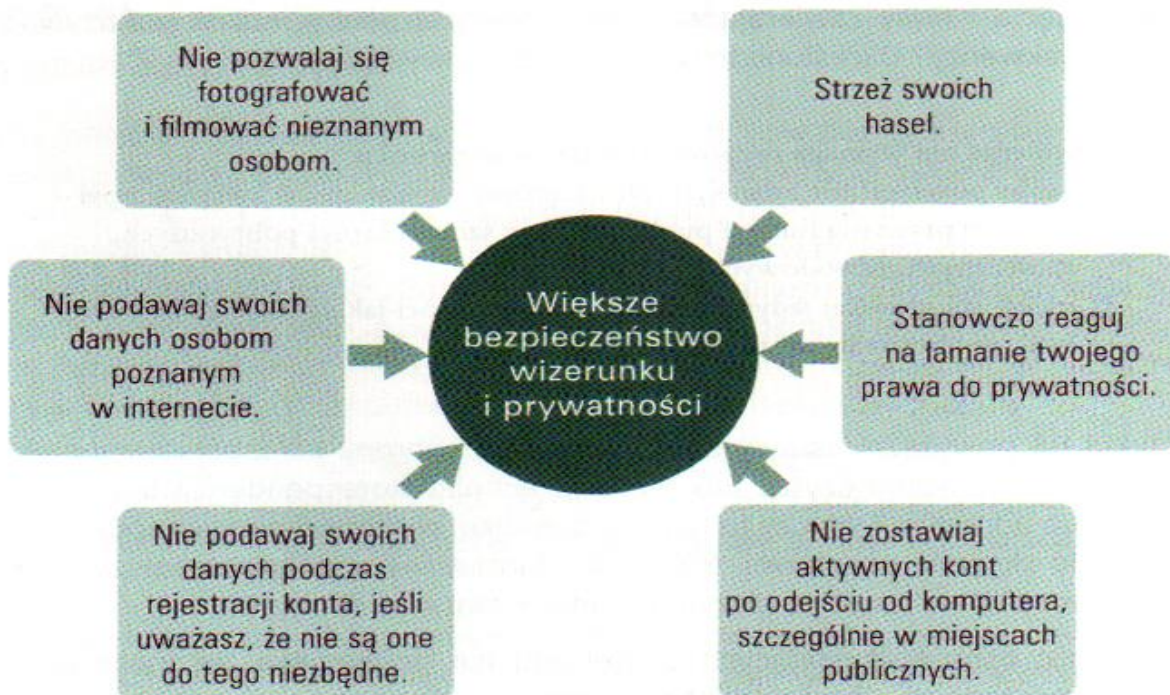 Nie pozwalaj się
fotografować
i filmować nieznanym
osobom.
Strzeż swoich
haseł.
Nie podawaj swoich
danych osobom
poznanym
w internecie.
Większe
bezpieczeństwo
wizerunku
i prywatności
Stanowczo reaguj
na łamanie twojego
prawa do prywatności.
Nie podawaj swoich
danych podczas
rejestracji konta, jeśli
uważasz, że nie są one
do tego niezbędne.
Nie zostawiaj
aktywnych kont
po odejściu od komputera,
szczególnie w miejscach
publicznych.